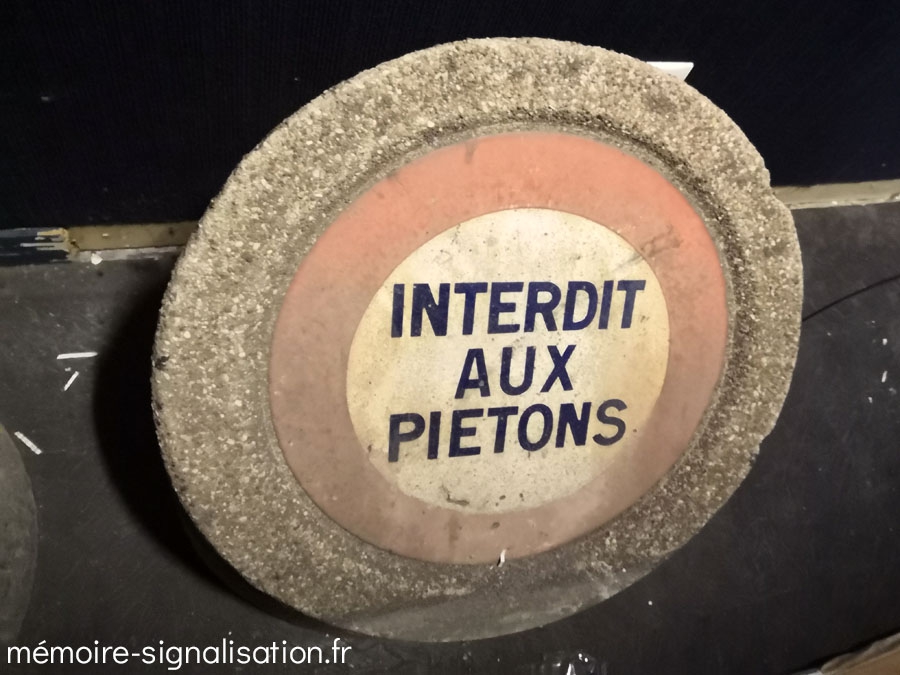 INTERDIT
AUX
PIETONS
mémoire-signalisation.fr